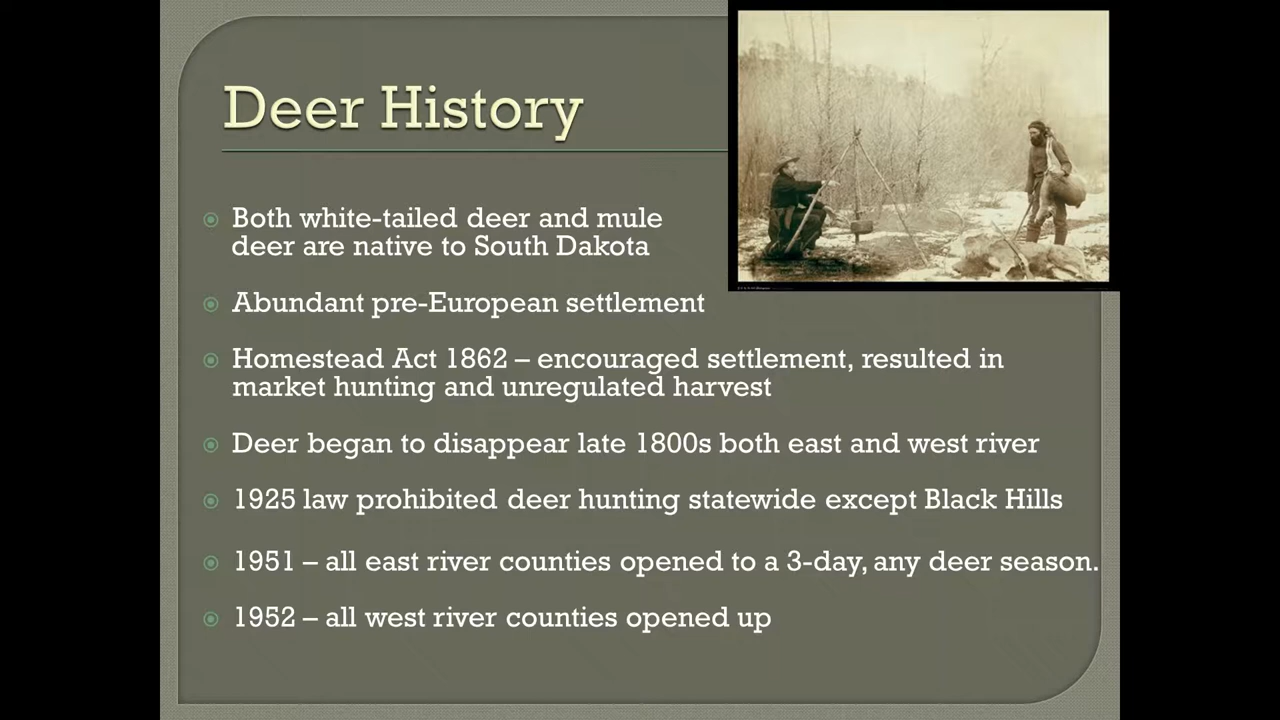 Deer History
Both white-tailed deer and mule
deer are native to South Dakota
Abundant pre-European settlement
Homestead Act 1862 – encouraged settlement, resulted in
market hunting and unregulated harvest
Deer began to disappear late 1800s both east and west river
1925 law prohibited deer hunting statewide except Black Hills
1951 – all east river counties opened to a 3-day, any deer season.
1952 – all west river counties opened up